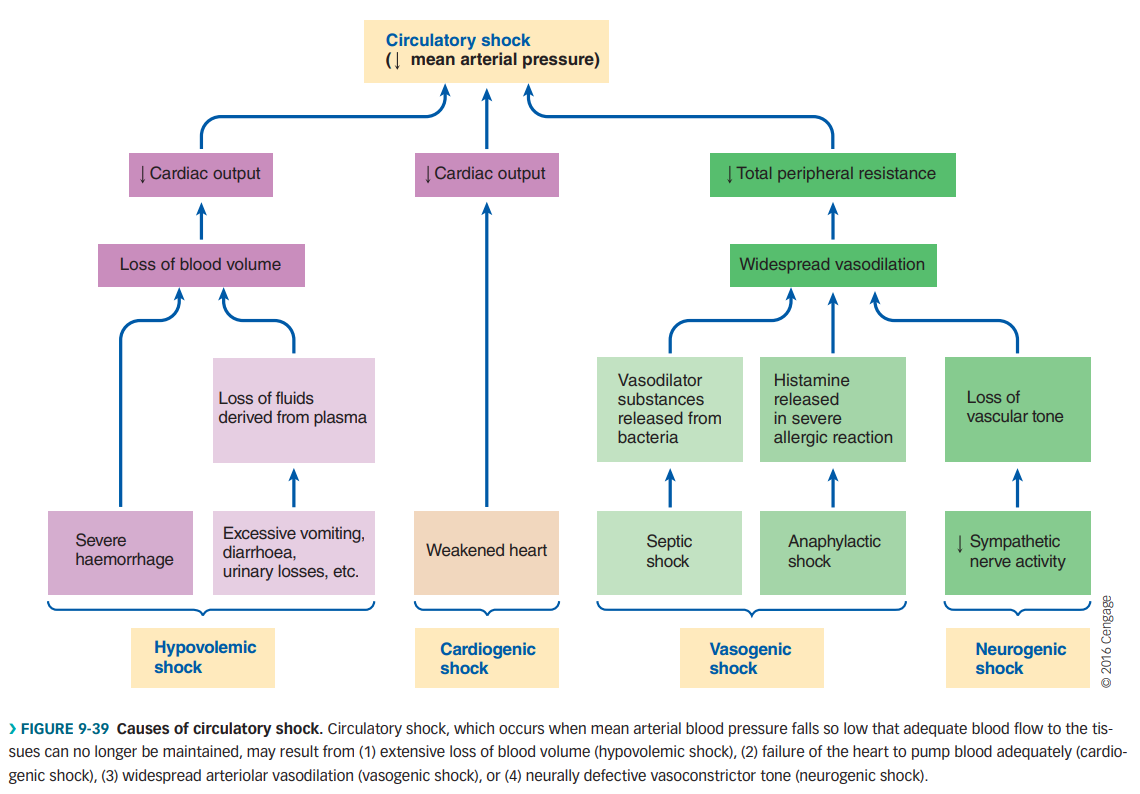 Circulatory shock
(↓ mean arterial pressure)
↓ Cardiac output
↓ Cardiac output
↓ Total peripheral resistance
Loss of blood volume
Widespread vasodilation
Loss of fluids
derived from plasma
Vasodilator
substances
released from
bacteria
Histamine
released
in severe
allergic reaction
Loss of
vascular tone
Severe
haemorrhage
Excessive vomiting,
diarrhoea,
urinary losses, etc.
Weakened heart
Septic
shock
Anaphylactic
shock
↓ Sympathetic
nerve activity
Hypovolemic
shock
Cardiogenic
shock
Vasogenic
shock
Neurogenic
shock
© 2016 Cengage
› FIGURE 9-39 Causes of circulatory shock. Circulatory shock, which occurs when mean arterial blood pressure falls so low that adequate blood flow to the tis-
sues can no longer be maintained, may result from (1) extensive loss of blood volume (hypovolemic shock), (2) failure of the heart to pump blood adequately (cardio-
genic shock), (3) widespread arteriolar vasodilation (vasogenic shock), or (4) neurally defective vasoconstrictor tone (neurogenic shock).